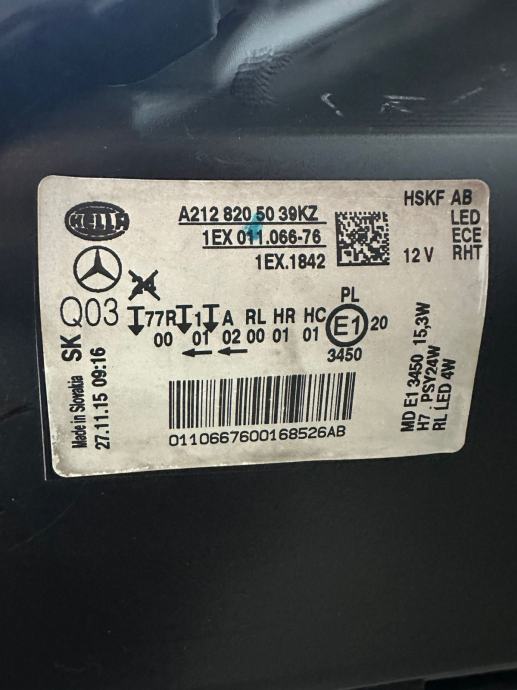 HELLA
A212 820 50 39KZ
1EX 011.066-76
1EX.1842
HSKF AB
LED
ECE
12 V RHT
Q03
24
77R 1 A RL HR HC
00 01 02 00 01 01
PL
E1 20
3450
SK
Made in Slovakia
27.11.15 09:16
0110667600168526AB
MD E1 3450 15,3W
H7 PSY24W
RL LED 4W